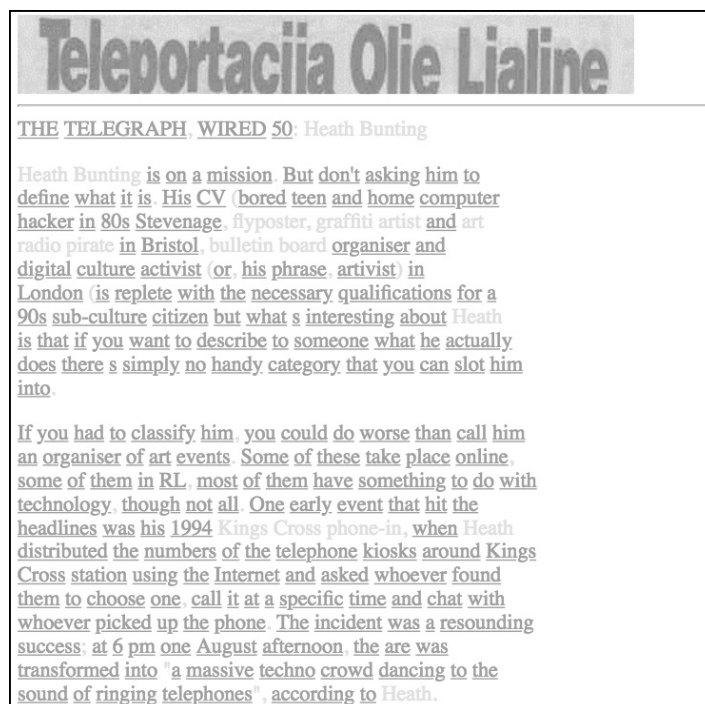 Teleportaciia Olie Lialine
THE TELEGRAPH, WIRED 50: Heath Bunting
Heath Bunting is on a mission. But don't asking him to
define what it is. His CV (bored teen and home computer
hacker in 80s Stevenage, flyposter, graffiti artist and art
radio pirate in Bristol, bulletin board organiser and
digital culture activist (or, his phrase, artivist) in
London (is replete with the necessary qualifications for a
90s sub-culture citizen but what s interesting about Heath
is that if you want to describe to someone what he actually
does there s simply no handy category that you can slot him
into.
If you had to classify him, you could do worse than call him
an organiser of art events. Some of these take place online,
some of them in RL, most of them have something to do with
technology, though not all. One early event that hit the
headlines was his 1994 Kings Cross phone-in, when Heath
distributed the numbers of the telephone kiosks around Kings
Cross station using the Internet and asked whoever found
them to choose one, call it at a specific time and chat with
whoever picked up the phone. The incident was a resounding
success; at 6 pm one August afternoon, the are was
transformed into "a massive techno crowd dancing to the
sound of ringing telephones", according to Heath.